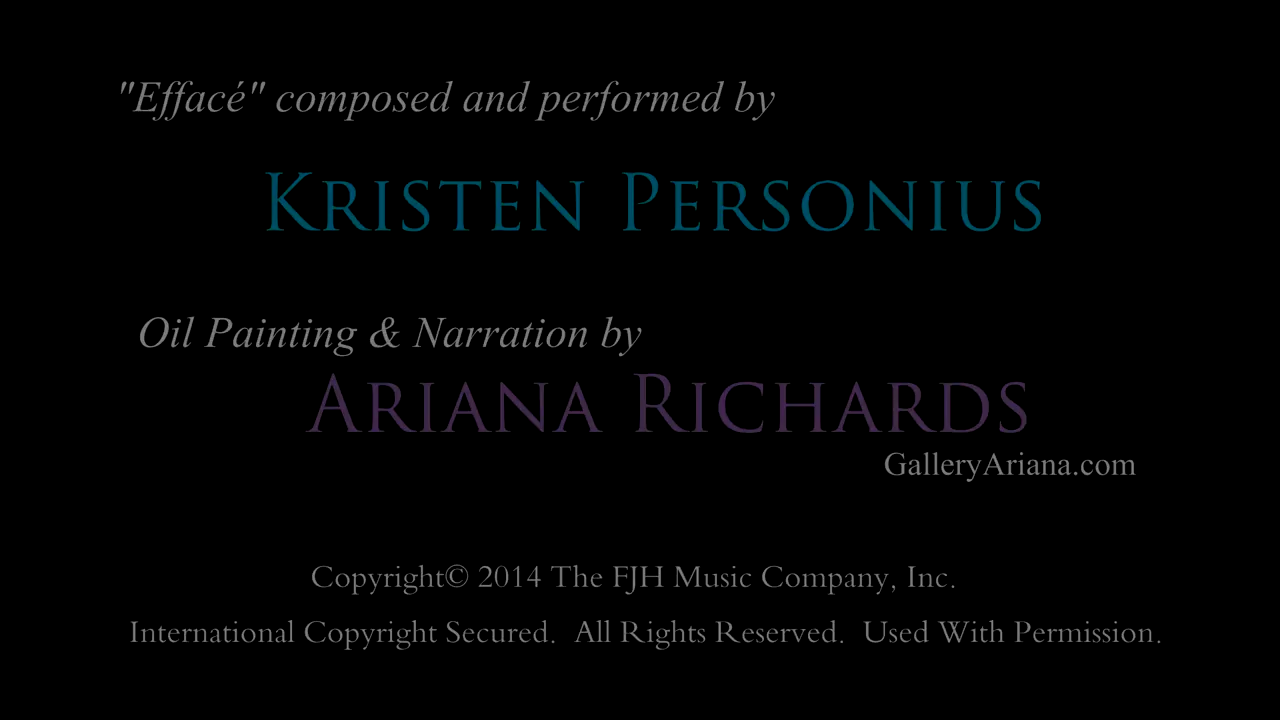 "Effacé" composed and performed by
Kristen Personius
Oil Painting & Narration by
Ariana Richards
GalleryAriana.com
Copyright© 2014 The FJH Music Company, Inc.
International Copyright Secured.  All Rights Reserved.  Used With Permission.